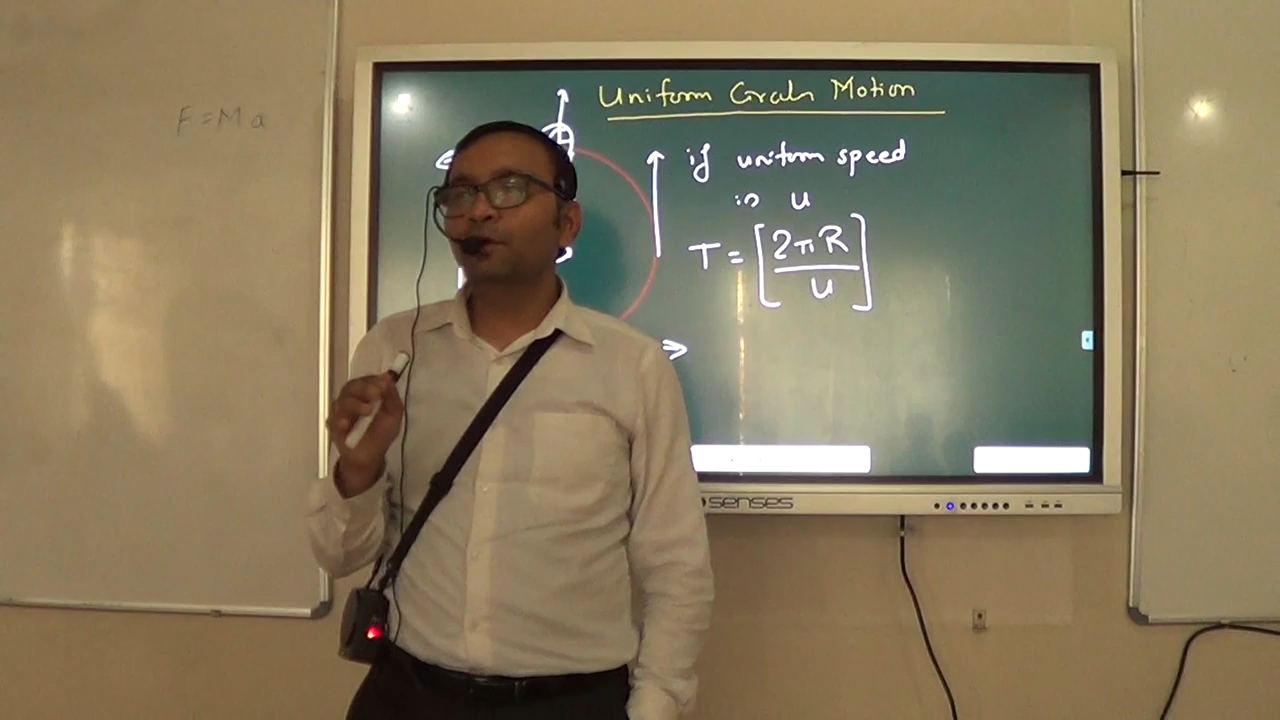 F = Ma
Uniform Circular Motion
if uniform speed
is u
T = [2πR/u]
senses